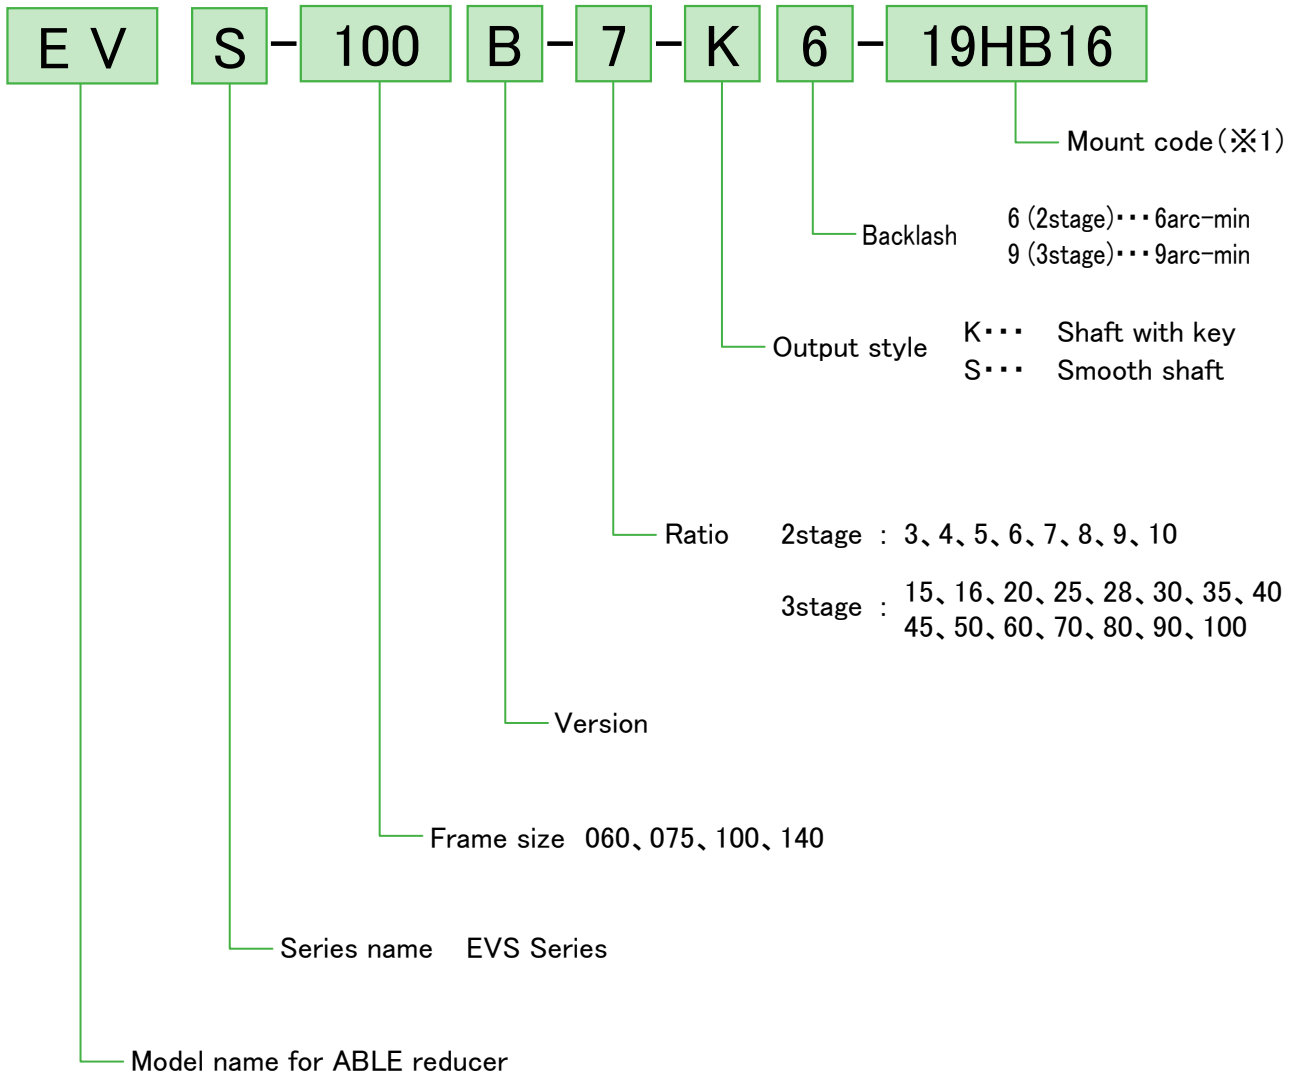 EV S-100 B-7-K 6-19HB16
Mount code(※1)
Backlash
6(2stage)･･･6arc-min
9(3stage)･･･9arc-min
Output style
K･･･ Shaft with key
S･･･ Smooth shaft
Ratio
2stage : 3、4、5、6、7、8、9、10
3stage : 15、16、20、25、28、30、35、40
45、50、60、70、80、90、100
Version
Frame size 060、075、100、140
Series name EVS Series
Model name for ABLE reducer